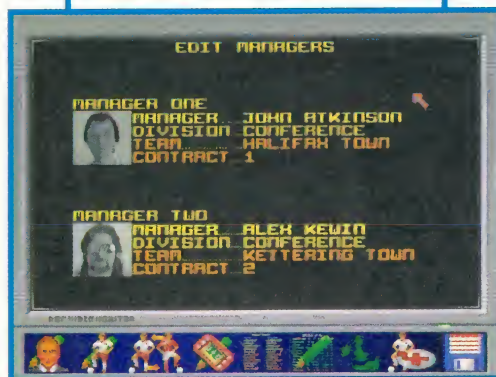 EDIT MANAGERS
MANAGER ONE
MANAGER....JOHN ATKINSON
DIVISION CONFERENCE
TEAM.........HALIFAX TOWN
CONTRACT 1
MANAGER TWO
MANAGER....ALEX KEWIN
DIVISION CONFERENCE
TEAM.........KETTERING TOWN
CONTRACT 2